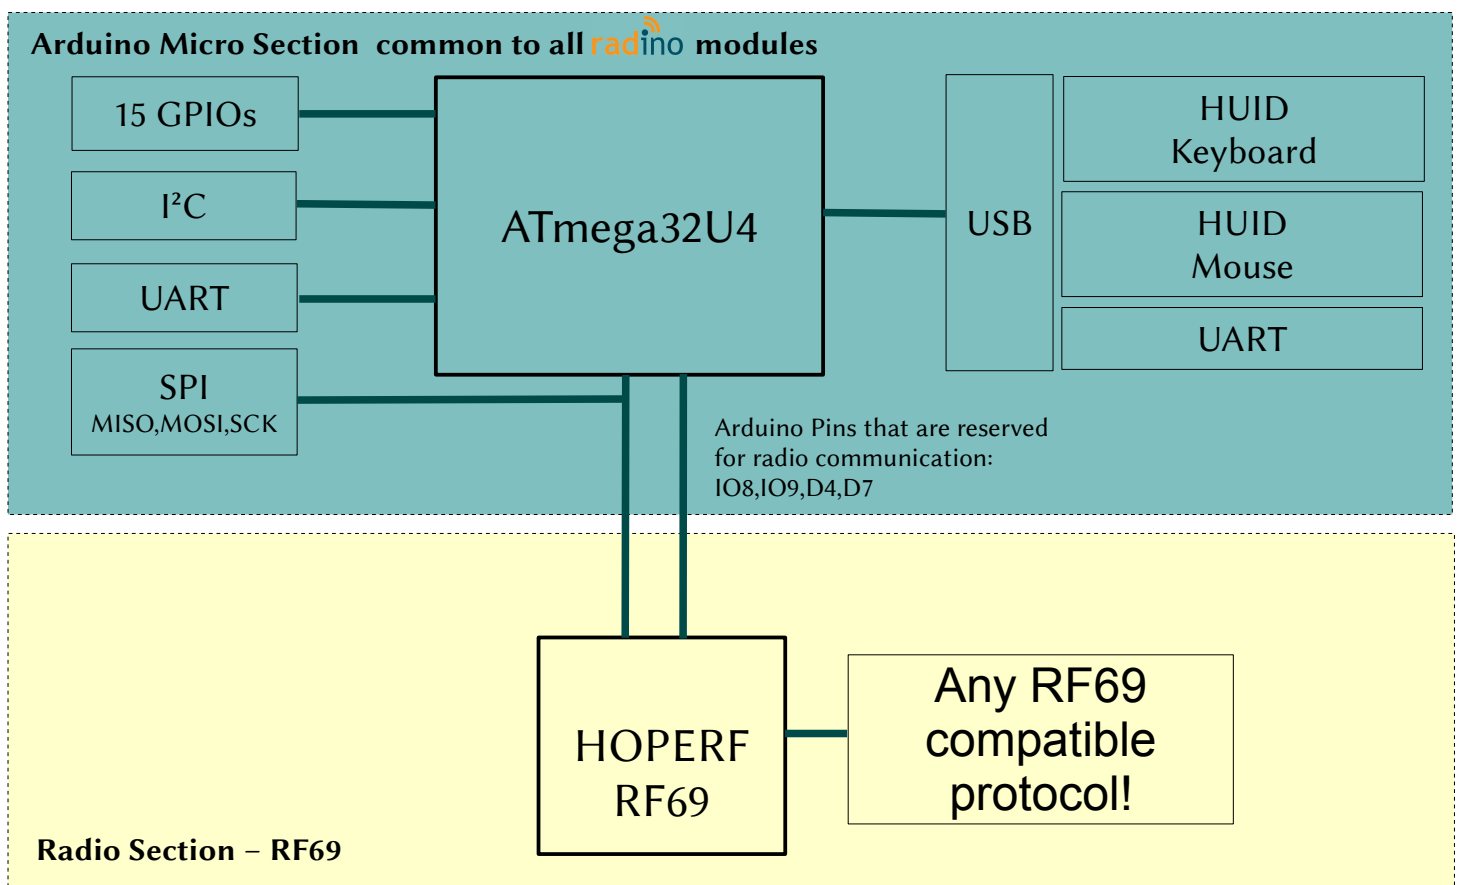 Arduino Micro Section common to all radino modules
15 GPIOs
I²C
UART
SPI
MISO,MOSI,SCK
ATmega32U4
USB
HUID
Keyboard
HUID
Mouse
UART
Arduino Pins that are reserved
for radio communication:
IO8,IO9,D4,D7
HOPERF
RF69
Any RF69
compatible
protocol!
Radio Section – RF69